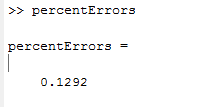 >> percentErrors
percentErrors =
0.1292